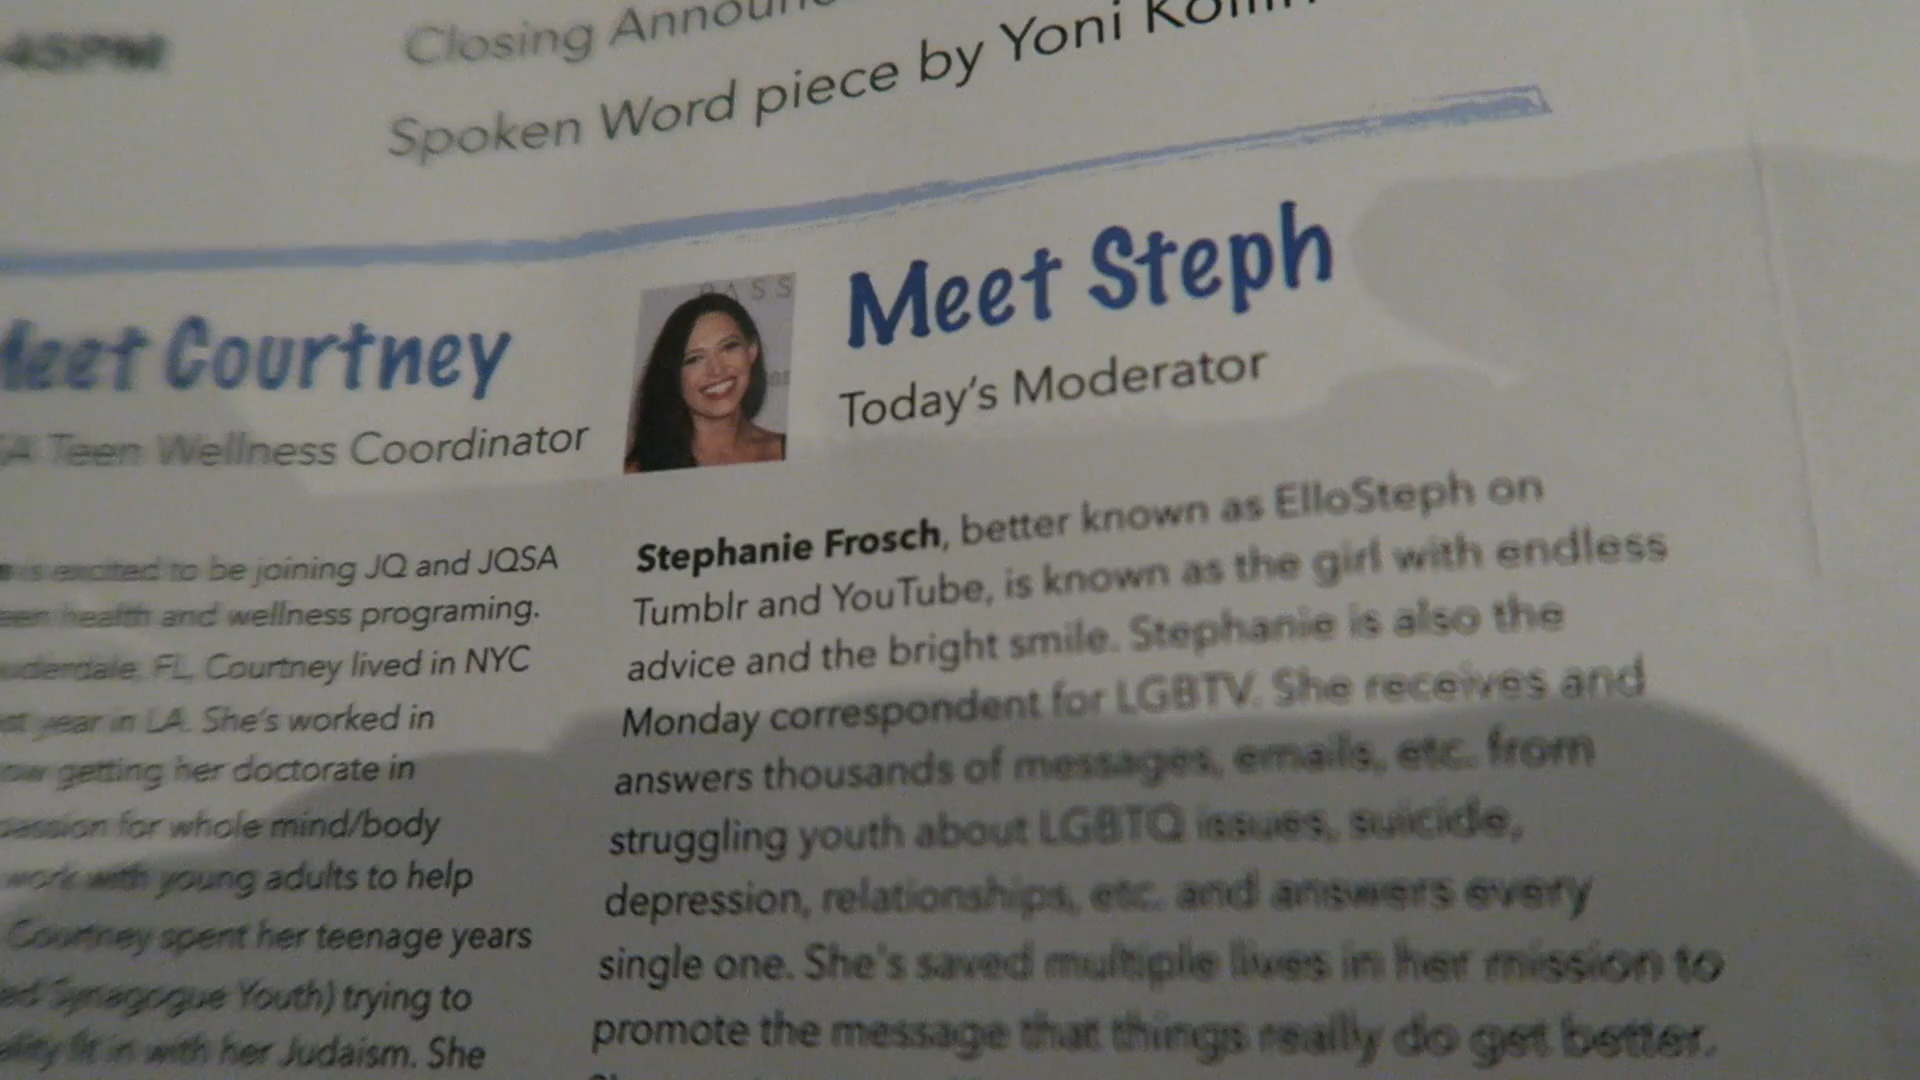 45PM
Closing
Spoken Word piece by Yoni
Meet Courtney
Teen Wellness Coordinator
is excited to be joining JQ and JQSA
health and wellness programing.
FL, Courtney lived in NYC
year in LA. She's worked in
getting her doctorate in
for whole mind/body
work with young adults to help
Courtney spent her teenage years
Synagogue Youth) trying to
fit in with her Judaism. She
PASS
Meet Steph
Today's Moderator
Stephanie Frosch, better known as ElloSteph on
Tumblr and YouTube, is known as the girl with endless
advice and the bright smile. Stephanie is also the
Monday correspondent for LGBTV. She receives and
answers thousands of messages, emails, etc. from
struggling youth about LGBTQ issues, suicide,
depression, relationships, etc. and answers every
single one. She's saved multiple lives in her mission to
promote the message that things really do get better.